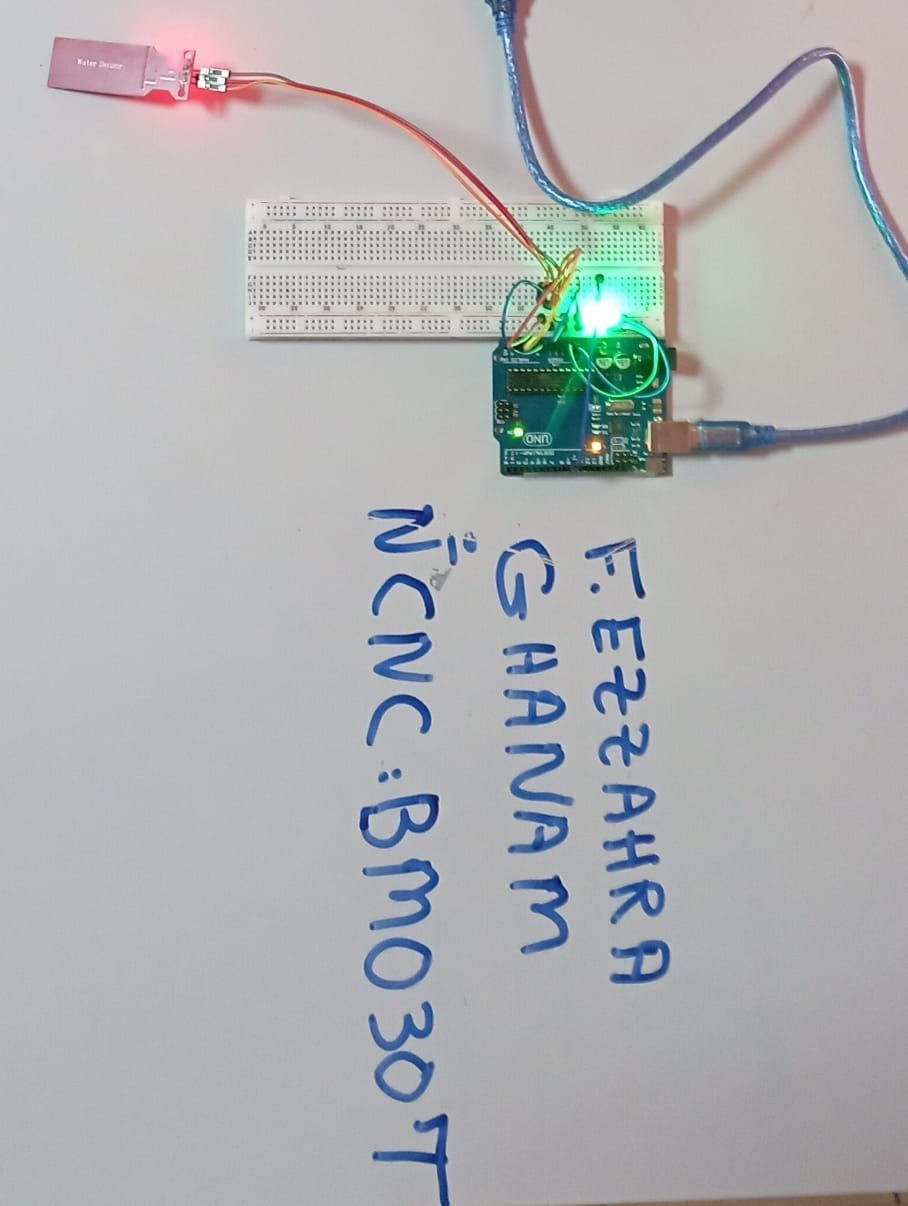 F.EZZAHRA
GHANAM
N° CNC: BM030T
Water Sensor
UNO